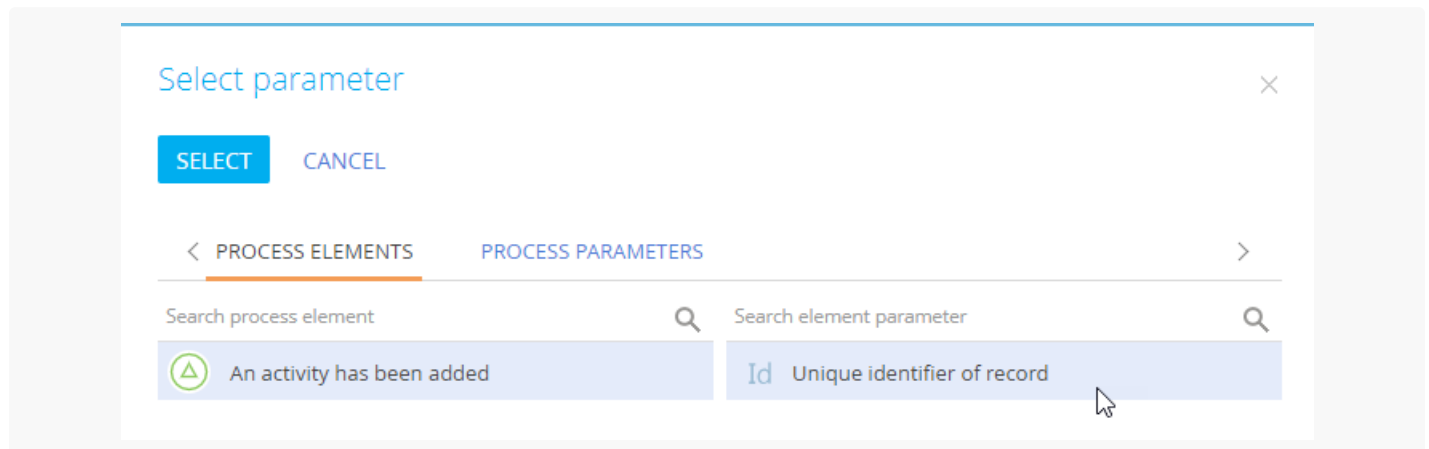 Select parameter
SELECT CANCEL
PROCESS ELEMENTS PROCESS PARAMETERS
Search process element Search element parameter
An activity has been added Id Unique identifier of record